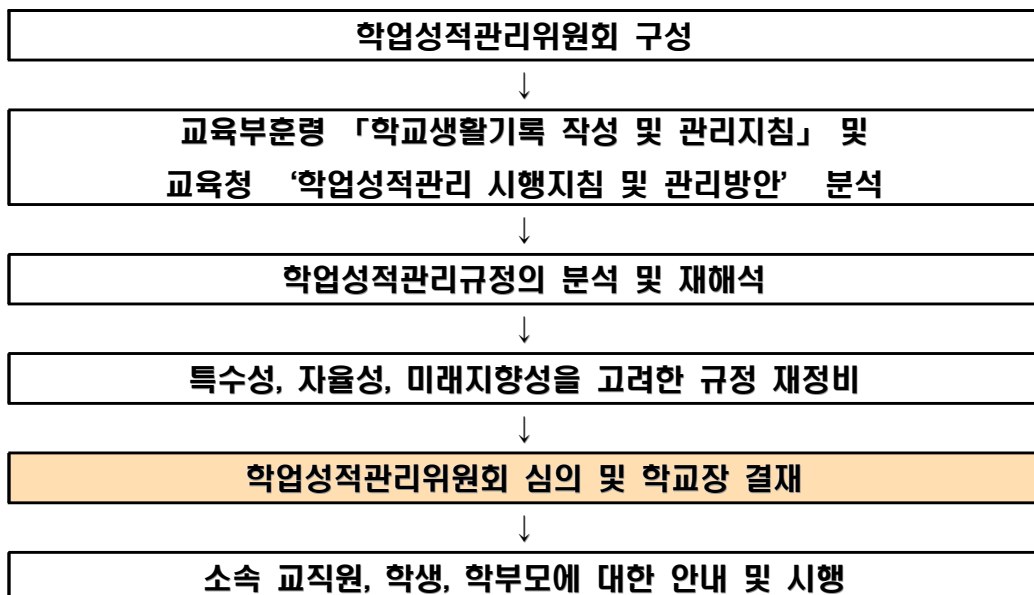 학업성적관리위원회 구성
↓
교육부훈령 「학교생활기록 작성 및 관리지침」 및
교육청 ‘학업성적관리 시행지침 및 관리방안’ 분석
↓
학업성적관리규정의 분석 및 재해석
↓
특수성, 자율성, 미래지향성을 고려한 규정 재정비
↓
학업성적관리위원회 심의 및 학교장 결재
↓
소속 교직원, 학생, 학부모에 대한 안내 및 시행